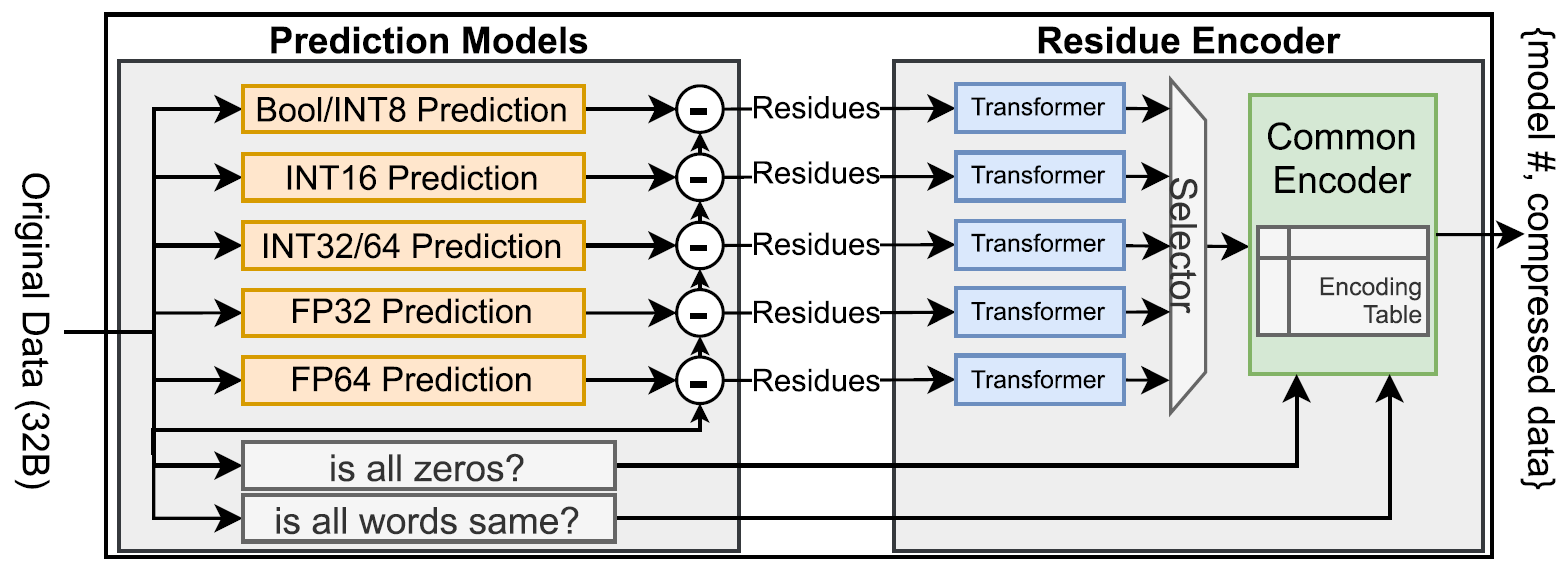 Prediction Models
Residue Encoder
Original Data (32B)
Bool/INT8 Prediction
-
Residues
Transformer
INT16 Prediction
-
Residues
Transformer
INT32/64 Prediction
-
Residues
Transformer
FP32 Prediction
-
Residues
Transformer
FP64 Prediction
-
Residues
Transformer
is all zeros?
is all words same?
Selector
Common
Encoder
Encoding
Table
{model #, compressed data}